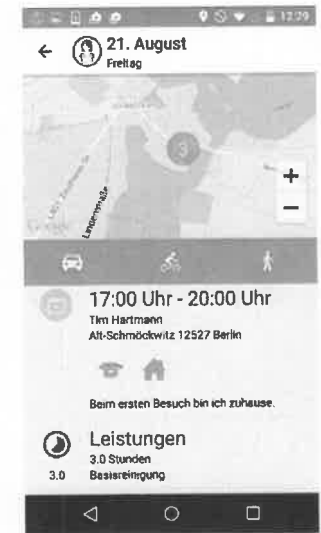 12:29
21. August
Freitag
Lindenstraße
Google
3
+
−
17:00 Uhr - 20:00 Uhr
Tim Hartmann
Alt-Schmöckwitz 12527 Berlin
Beim ersten Besuch bin ich zuhause.
Leistungen
3.0 Stunden
3.0 Basisreinigung